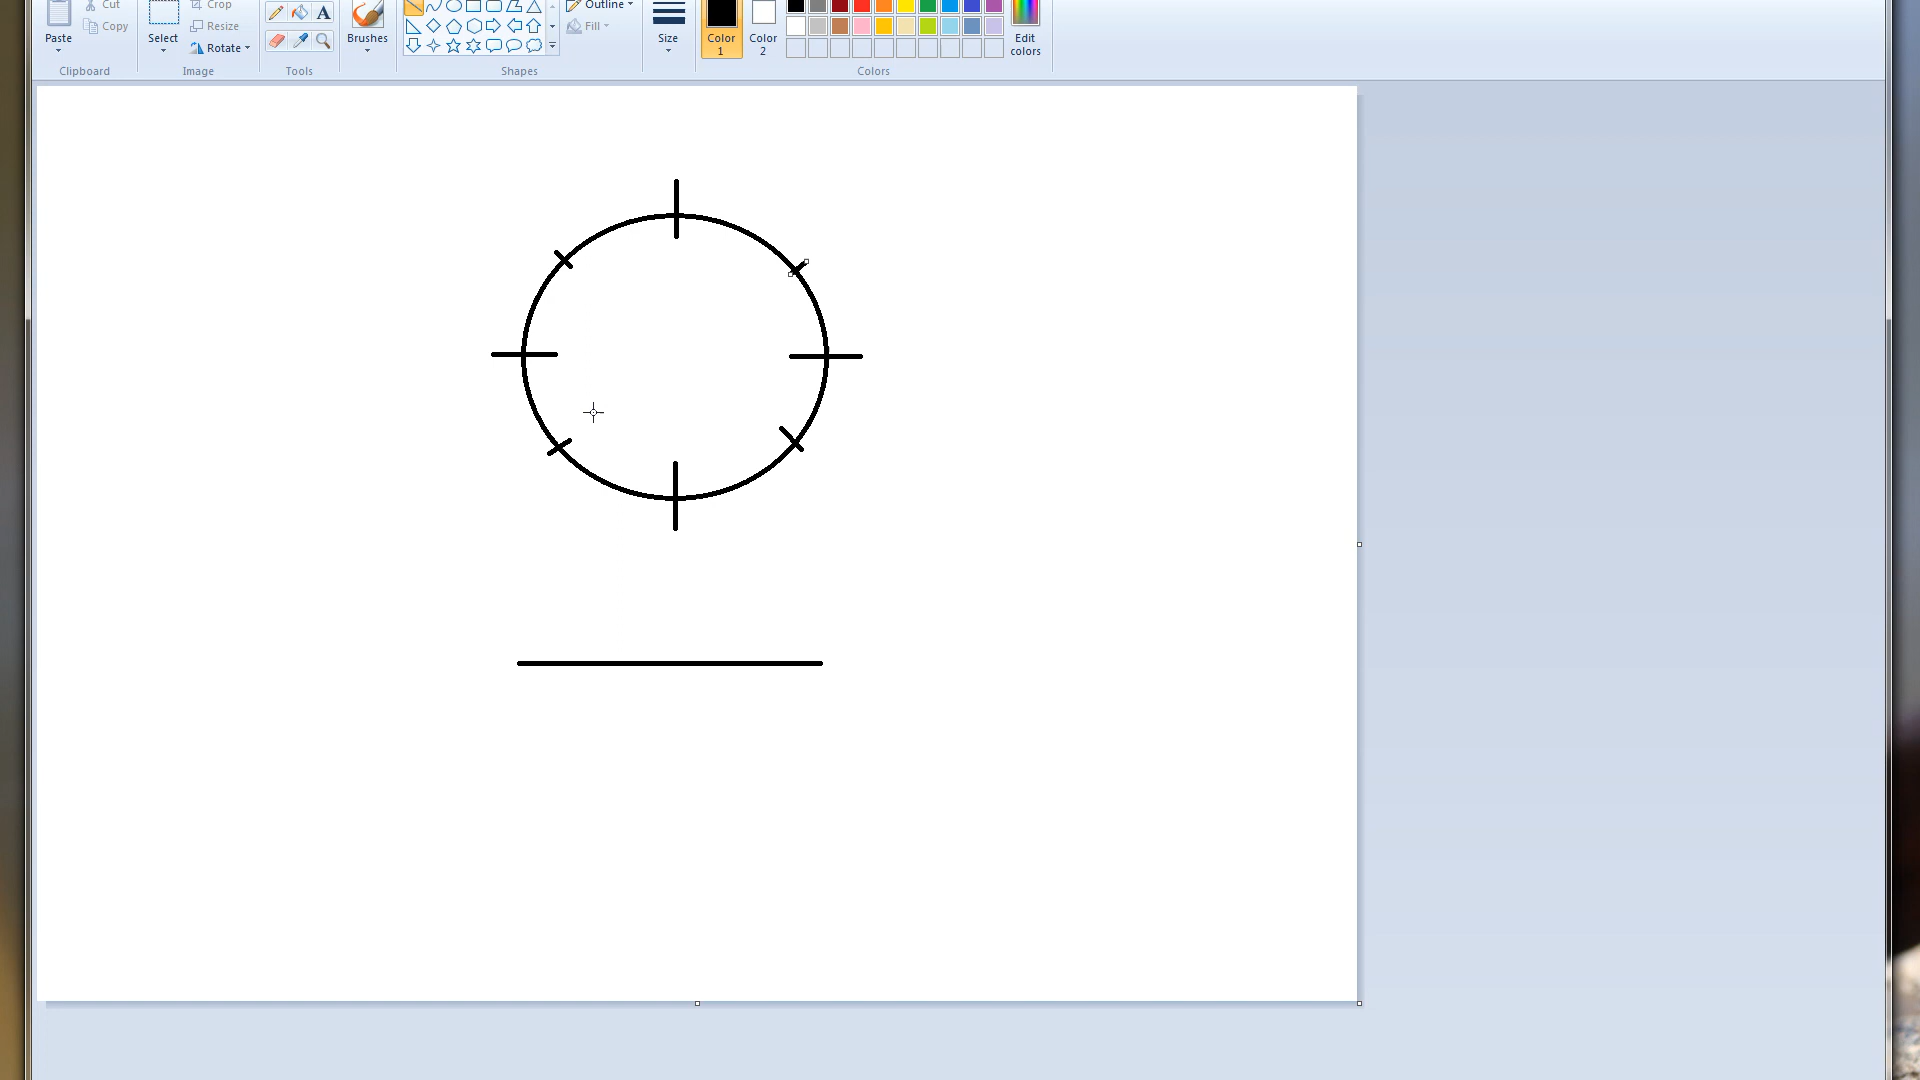 Cut Crop Outline
Copy Resize Fill
Paste Select Rotate Brushes Size Color 1 Color 2 Edit colors
Clipboard Image Tools Shapes Colors